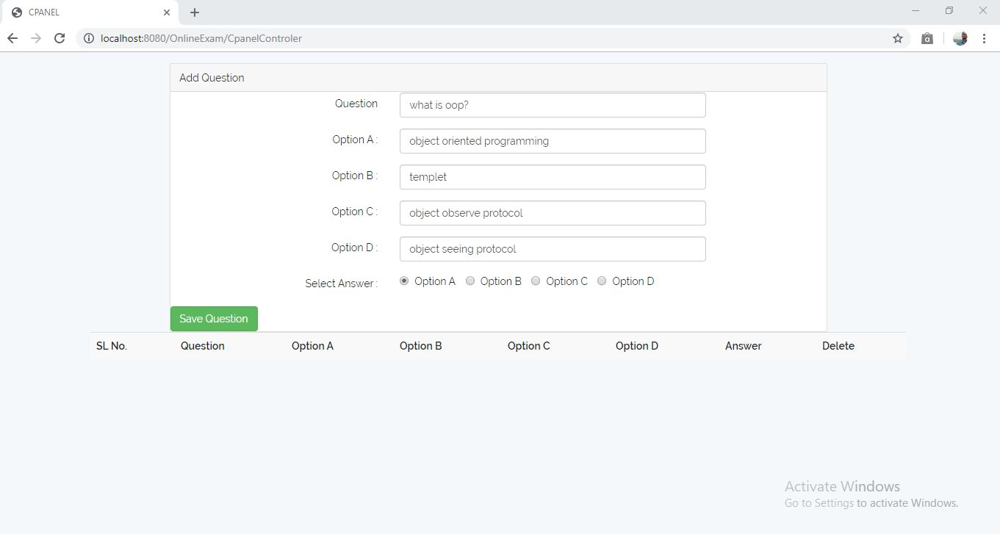 CPANEL
localhost:8080/OnlineExam/CpanelControler
Add Question
Question what is oop?
Option A : object oriented programming
Option B : templet
Option C : object observe protocol
Option D : object seeing protocol
Select Answer : Option A Option B Option C Option D
Save Question
SL No. Question Option A Option B Option C Option D Answer Delete
Activate Windows
Go to Settings to activate Windows.